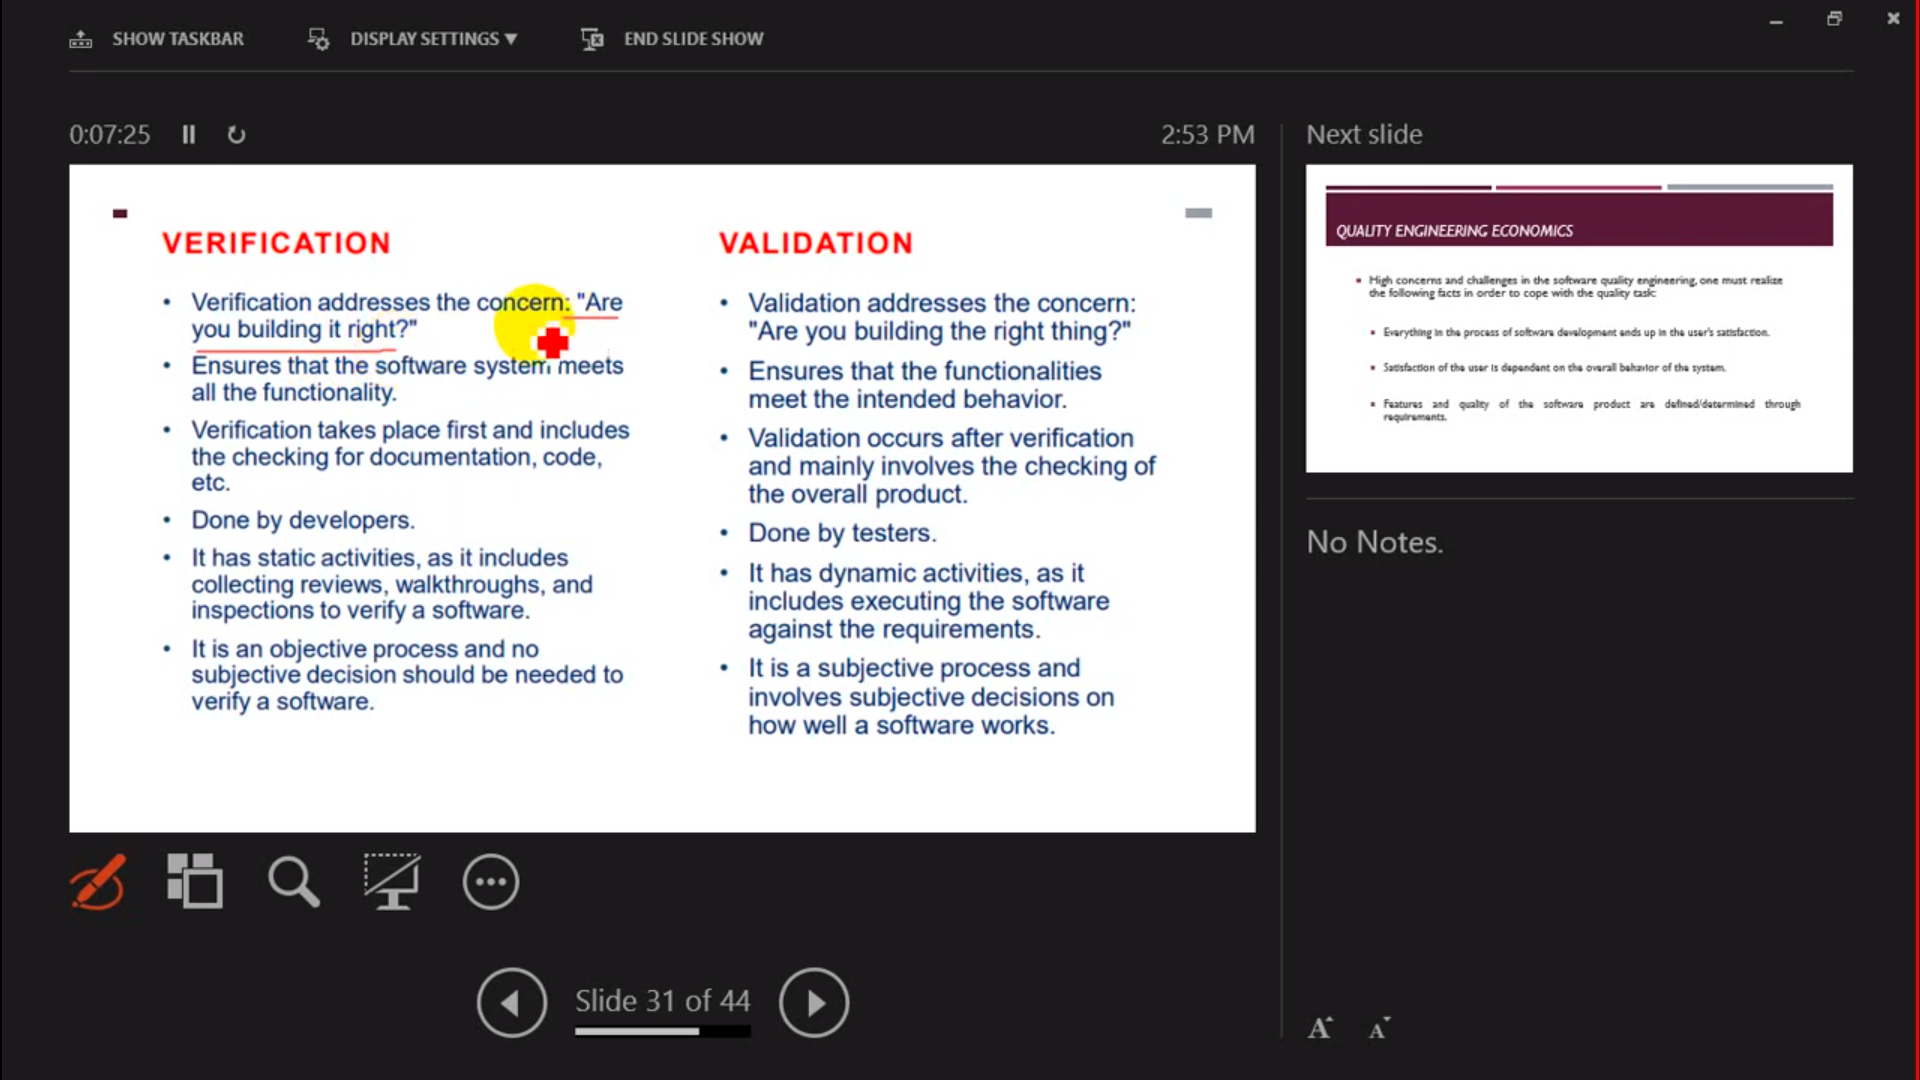 SHOW TASKBAR
DISPLAY SETTINGS ▼
END SLIDE SHOW
0:07:25
2:53 PM
VERIFICATION
• Verification addresses the concern: "Are
you building it right?"
• Ensures that the software system meets
all the functionality.
• Verification takes place first and includes
the checking for documentation, code,
etc.
• Done by developers.
• It has static activities, as it includes
collecting reviews, walkthroughs, and
inspections to verify a software.
• It is an objective process and no
subjective decision should be needed to
verify a software.
VALIDATION
• Validation addresses the concern:
"Are you building the right thing?"
• Ensures that the functionalities
meet the intended behavior.
• Validation occurs after verification
and mainly involves the checking of
the overall product.
• Done by testers.
• It has dynamic activities, as it
includes executing the software
against the requirements.
• It is a subjective process and
involves subjective decisions on
how well a software works.
Slide 31 of 44
Next slide
QUALITY ENGINEERING ECONOMICS
High concerns and challenges in the software quality engineering, one must realize
the following facts in order to cope with the quality task:
Everything in the process of software development ends up in the user's satisfaction.
Satisfaction of the user is dependent on the overall behavior of the system.
Features and quality of the software product are defined/determined through
requirements.
No Notes.
A A